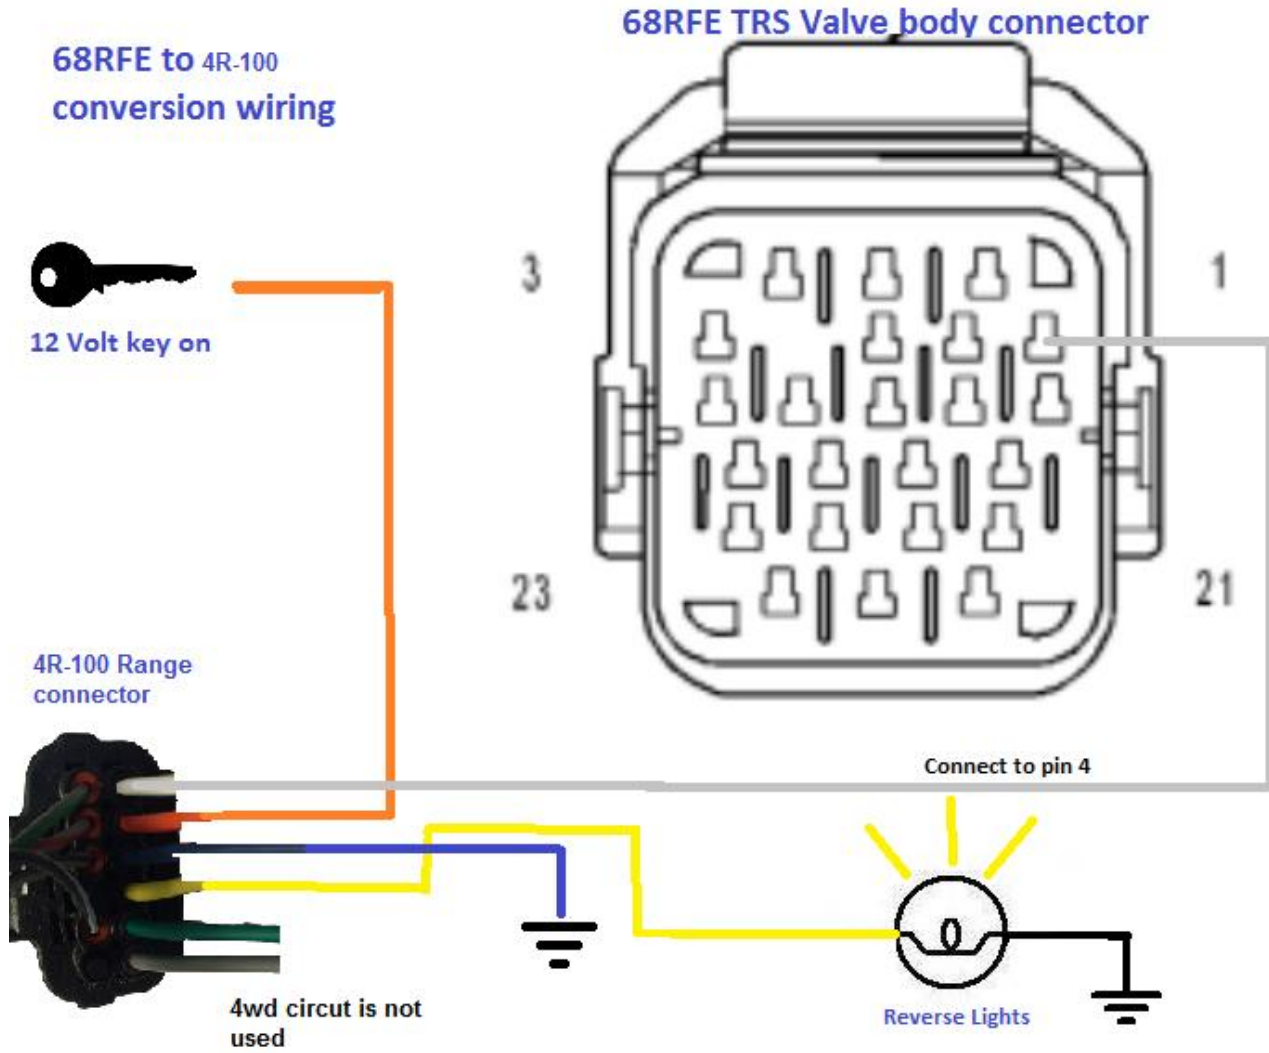 68RFE TRS Valve body connector
68RFE to 4R-100
conversion wiring
3
1
12 Volt key on
23
21
4R-100 Range
connector
Connect to pin 4
4wd circut is not
used
Reverse Lights